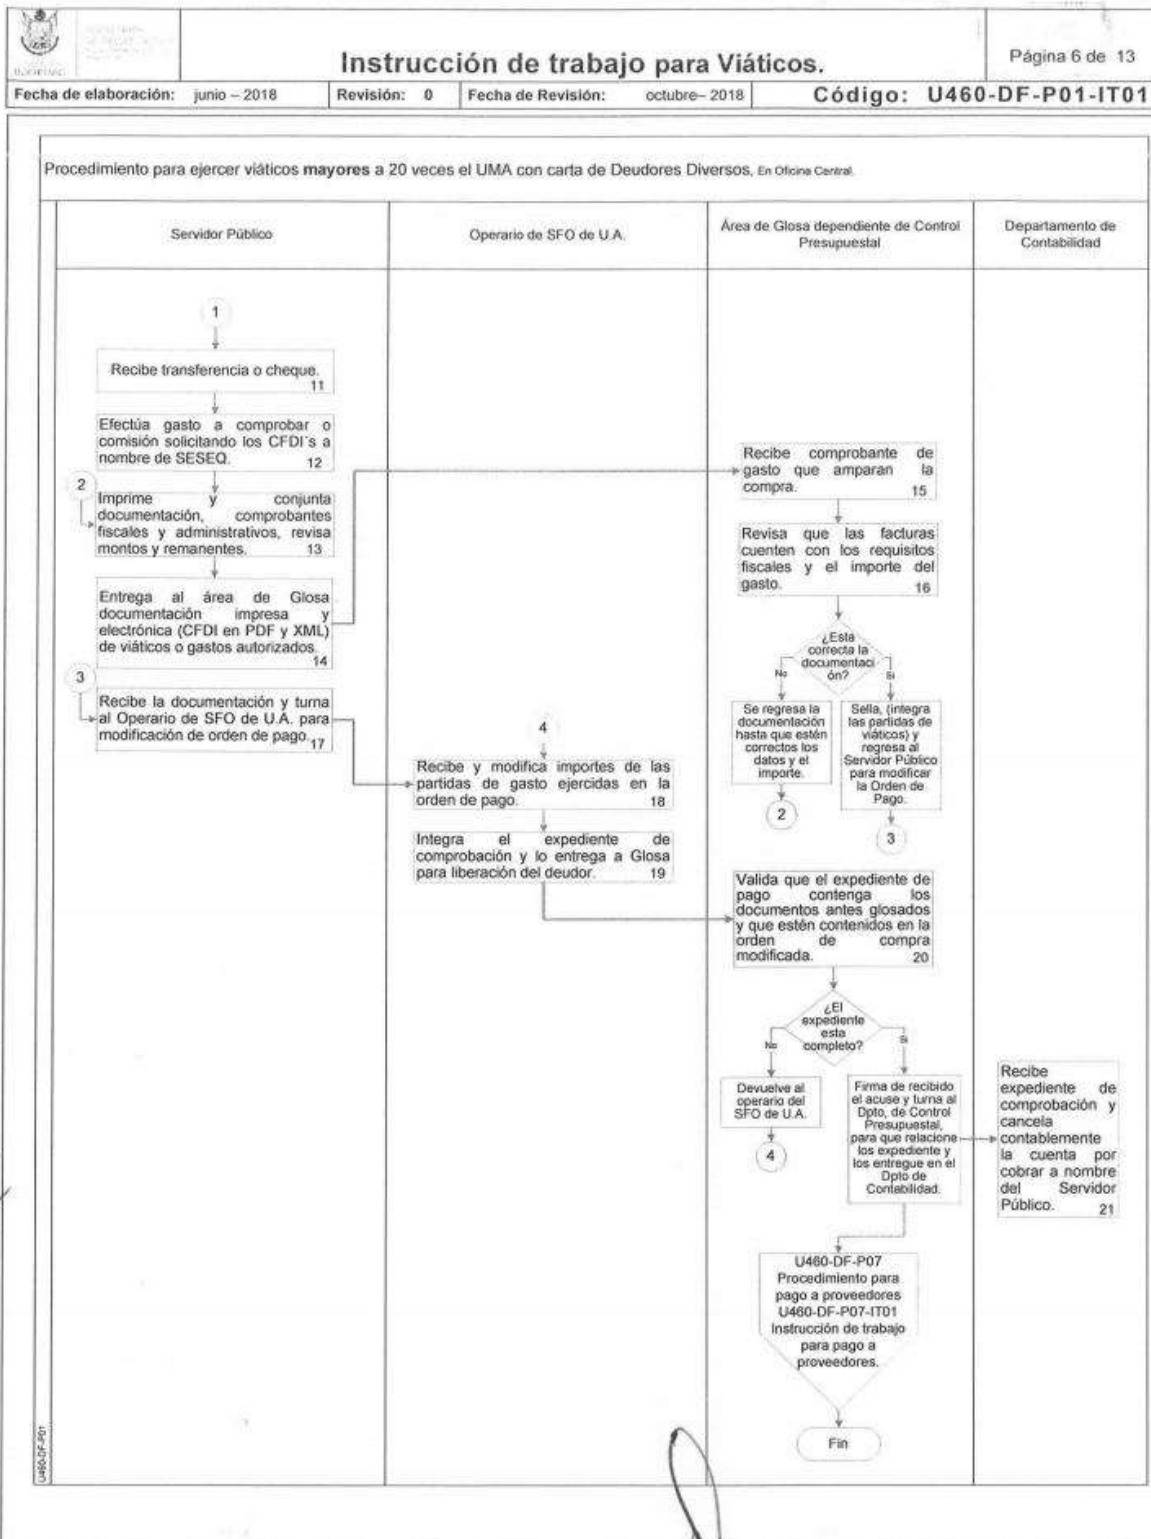 Instrucción de trabajo para Viáticos.
Página 6 de 13
Fecha de elaboración: junio – 2018
Revisión: 0
Fecha de Revisión: octubre– 2018
Código: U460-DF-P01-IT01
Procedimiento para ejercer viáticos mayores a 20 veces el UMA con carta de Deudores Diversos, En Oficina Central.
Servidor Público
Operario de SFO de U.A.
Área de Glosa dependiente de Control
Presupuestal
Departamento de
Contabilidad
1
Recibe transferencia o cheque.
11
Efectúa gasto a comprobar o
comisión solicitando los CFDI´s a
nombre de SESEQ. 12
2
Imprime y conjunta
documentación, comprobantes
fiscales y administrativos, revisa
montos y remanentes. 13
Entrega al área de Glosa
documentación impresa y
electrónica (CFDI en PDF y XML)
de viáticos o gastos autorizados.
14
3
Recibe la documentación y turna
al Operario de SFO de U.A. para
modificación de orden de pago. 17
4
Recibe y modifica importes de las
partidas de gasto ejercidas en la
orden de pago. 18
Integra el expediente de
comprobación y lo entrega a Glosa
para liberación del deudor. 19
Recibe comprobante de
gasto que amparan la
compra. 15
Revisa que las facturas
cuenten con los requisitos
fiscales y el importe del
gasto. 16
¿Esta
correcta la
documentaci
ón?
No
Si
Se regresa la
documentación
hasta que estén
correctos los
datos y el
importe.
2
Sella, (integra
las partidas de
viáticos) y
regresa al
Servidor Público
para modificar
la Orden de
Pago.
3
Valida que el expediente de
pago contenga los
documentos antes glosados
y que estén contenidos en la
orden de compra
modificada. 20
¿El
expediente
esta
completo?
No
Si
Devuelve al
operario del
SFO de U.A.
4
Firma de recibido
el acuse y turna al
Dpto, de Control
Presupuestal,
para que relacione
los expediente y
los entregue en el
Dpto de
Contabilidad.
Recibe
expediente de
comprobación y
cancela
contablemente
la cuenta por
cobrar a nombre
del Servidor
Público. 21
U460-DF-P07
Procedimiento para
pago a proveedores
U460-DF-P07-IT01
Instrucción de trabajo
para pago a
proveedores.
Fin
U460-DF-P01